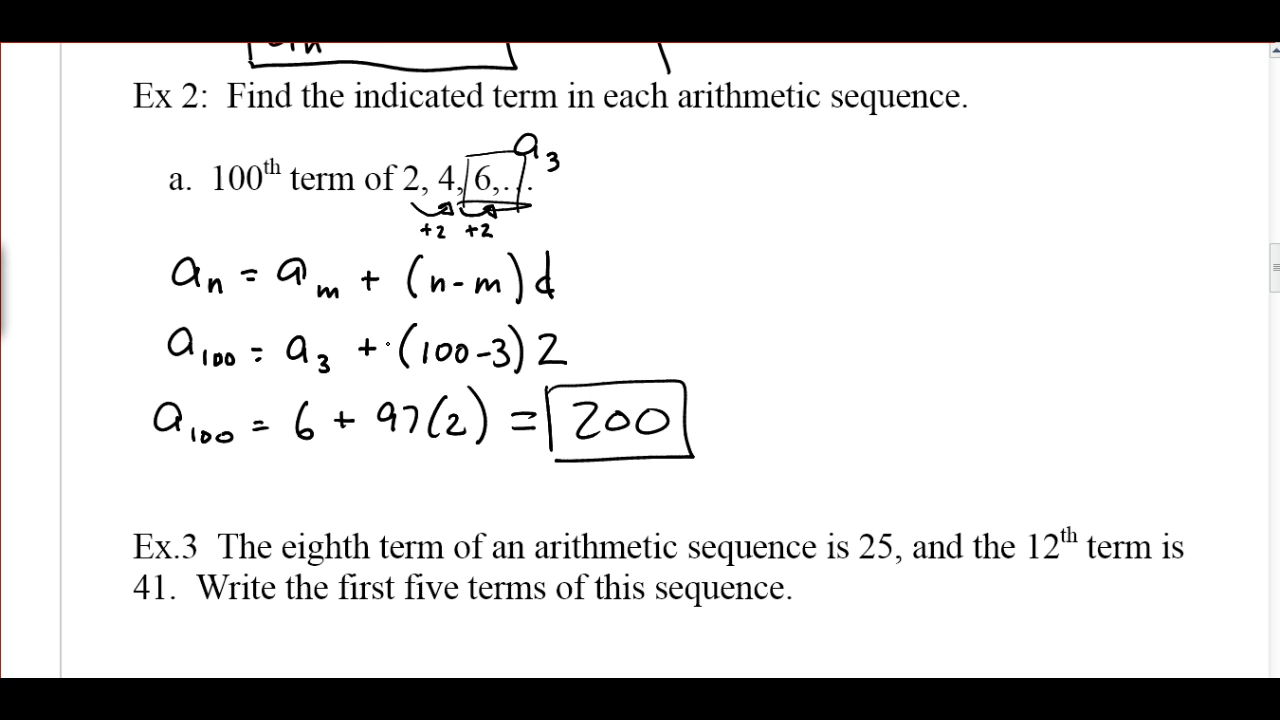 Ex 2: Find the indicated term in each arithmetic sequence.
a₃
a. 100ᵗʰ term of 2, 4, 6,...
+2 +2
aₙ = aₘ + (n-m)d
a₁₀₀ = a₃ + (100-3)2
a₁₀₀ = 6 + 97(2) = 200
Ex.3 The eighth term of an arithmetic sequence is 25, and the 12ᵗʰ term is
41. Write the first five terms of this sequence.